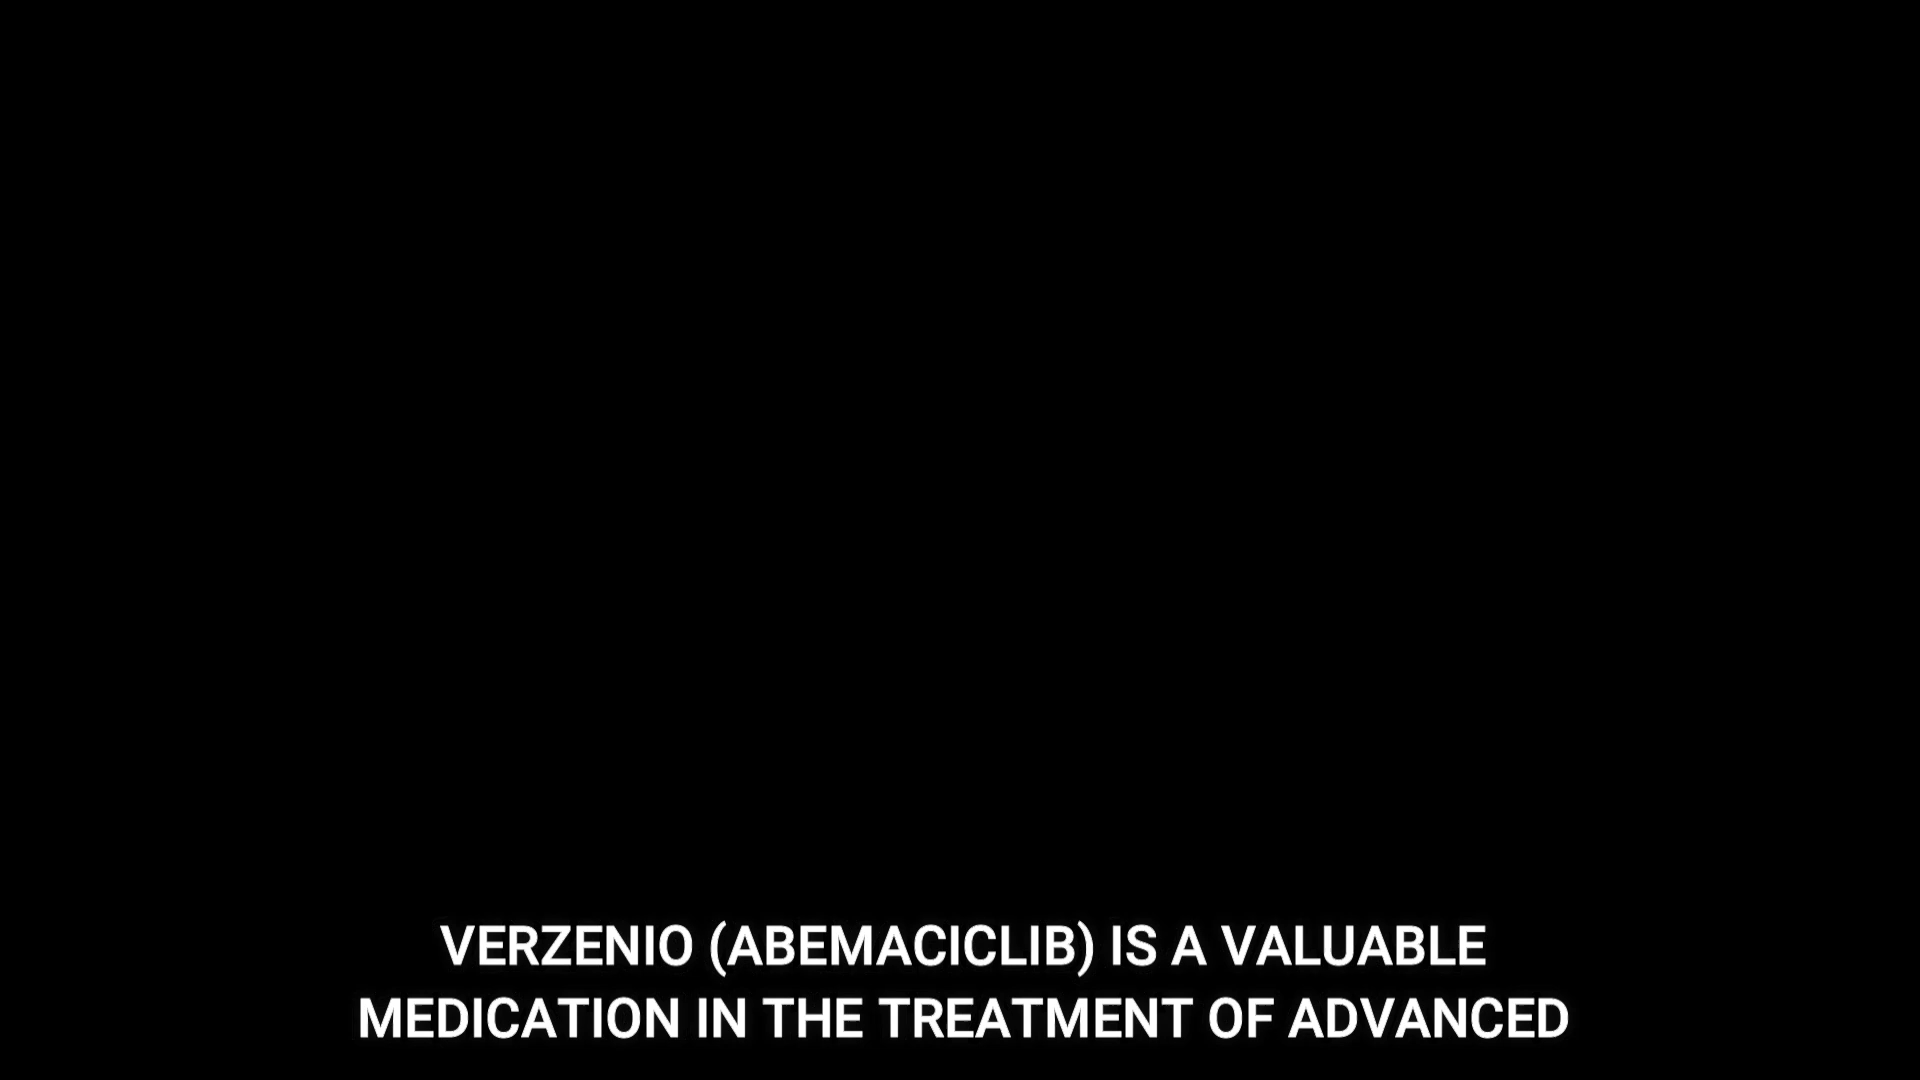 VERZENIO (ABEMACICLIB) IS A VALUABLE
MEDICATION IN THE TREATMENT OF ADVANCED